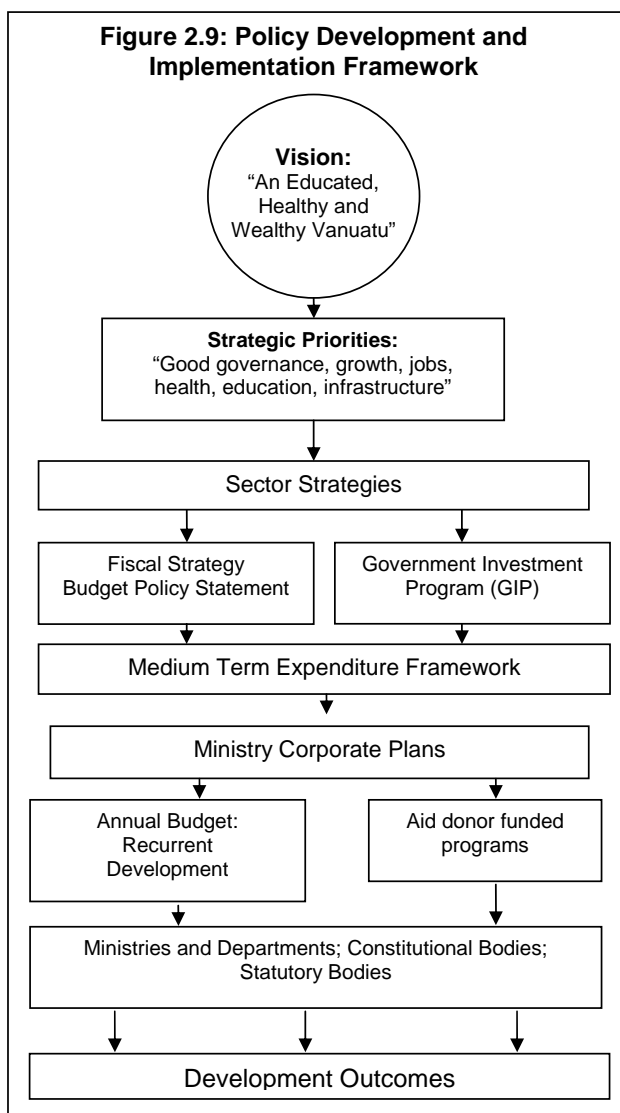 Figure 2.9: Policy Development and
Implementation Framework
Vision:
“An Educated,
Healthy and
Wealthy Vanuatu”
Strategic Priorities:
“Good governance, growth, jobs,
health, education, infrastructure”
Sector Strategies
Fiscal Strategy
Budget Policy Statement
Government Investment
Program (GIP)
Medium Term Expenditure Framework
Ministry Corporate Plans
Annual Budget:
Recurrent
Development
Aid donor funded
programs
Ministries and Departments; Constitutional Bodies;
Statutory Bodies
Development Outcomes